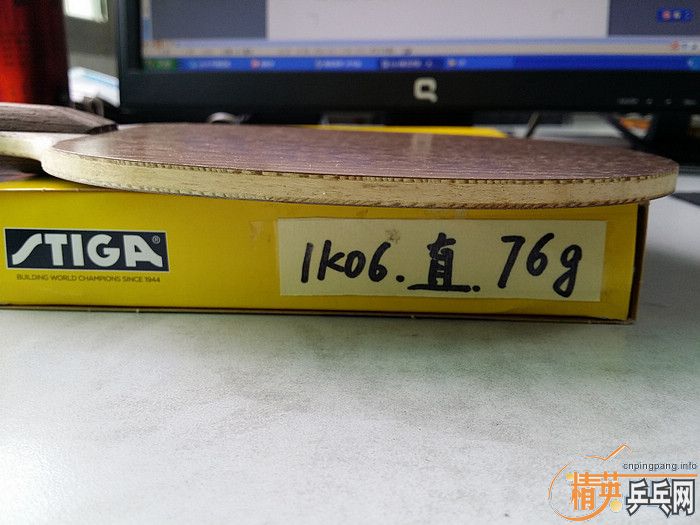 STIGA®
BUILDING WORLD CHAMPIONS SINCE 1944
1K06. 直. 76g
cnpingpang.info
精英乒乓网